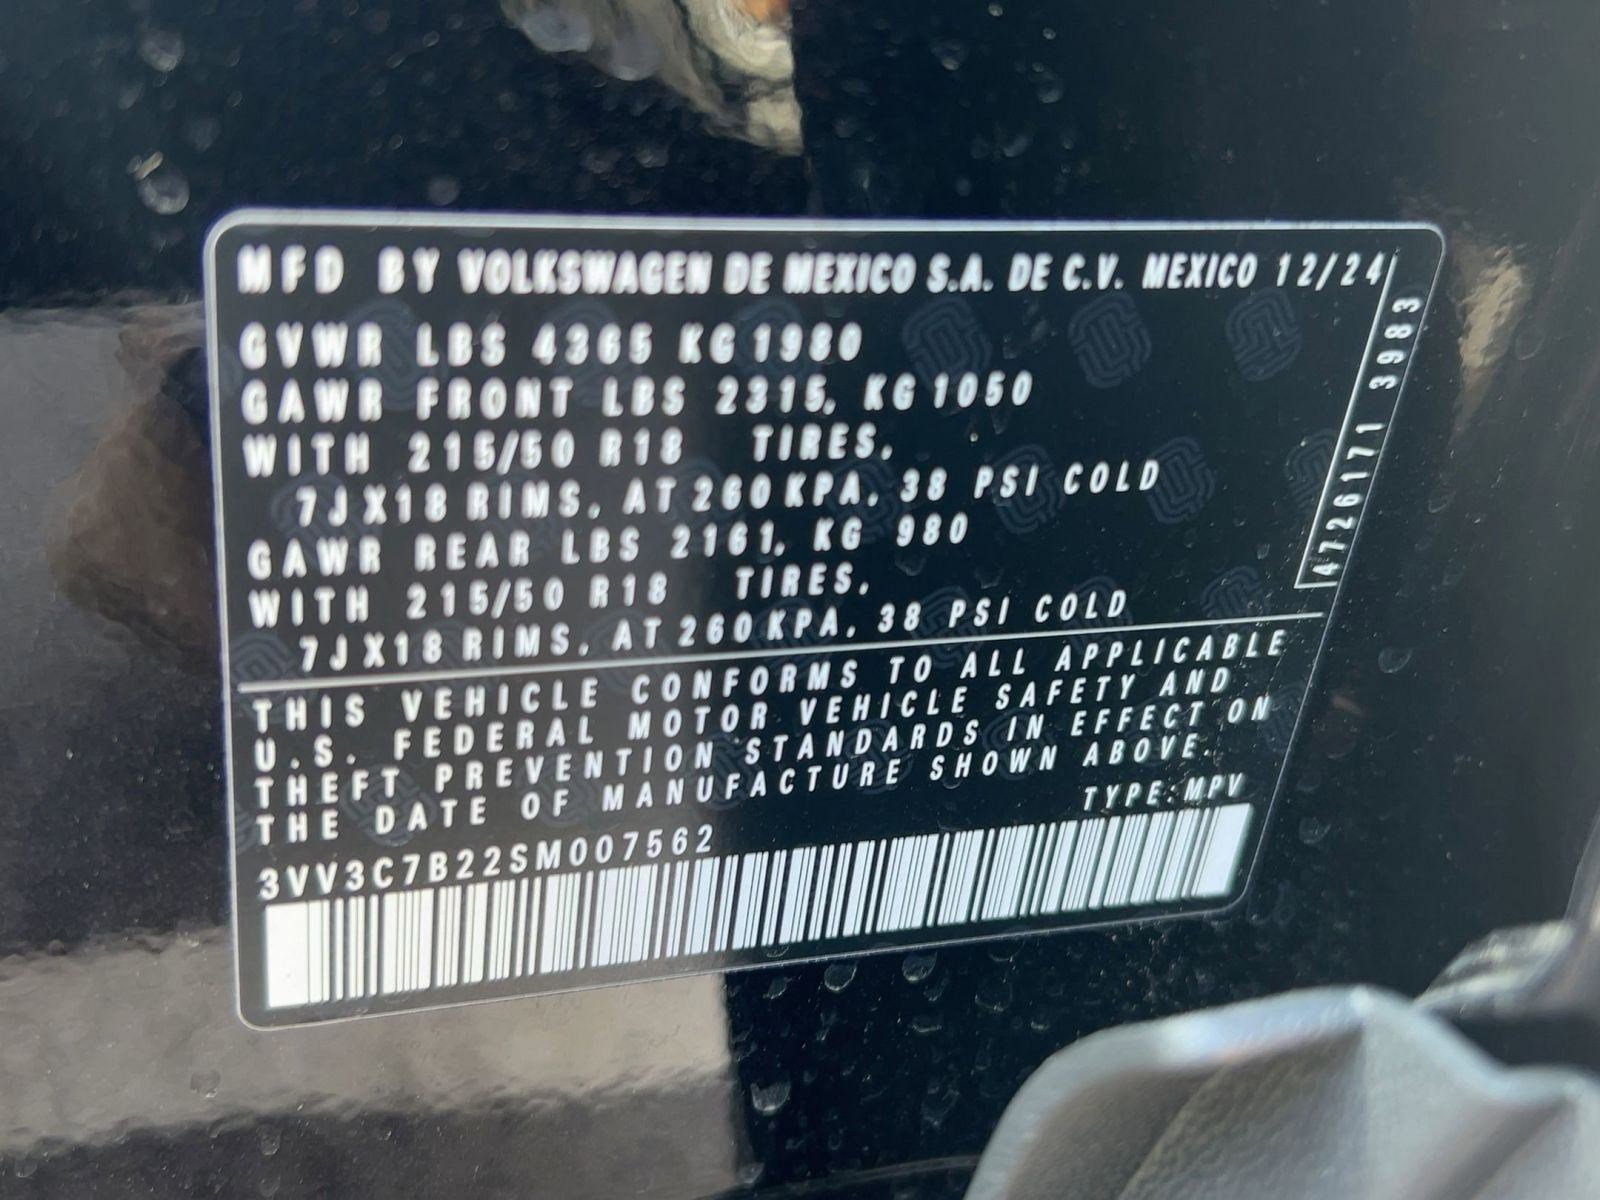 MFD BY VOLKSWAGEN DE MEXICO S.A. DE C.V. MEXICO 12/24
GVWR LBS 4365 KG 1980
GAWR FRONT LBS 2315, KG 1050
WITH 215/50 R18 TIRES,
7JX18 RIMS, AT 260 KPA, 38 PSI COLD
GAWR REAR LBS 2161, KG 980
WITH 215/50 R18 TIRES,
7JX18 RIMS, AT 260 KPA, 38 PSI COLD
4726171 3983
THIS VEHICLE CONFORMS TO ALL APPLICABLE
U.S. FEDERAL MOTOR VEHICLE SAFETY AND
THEFT PREVENTION STANDARDS IN EFFECT ON
THE DATE OF MANUFACTURE SHOWN ABOVE.
TYPE: MPV
3VV3C7B22SM007562